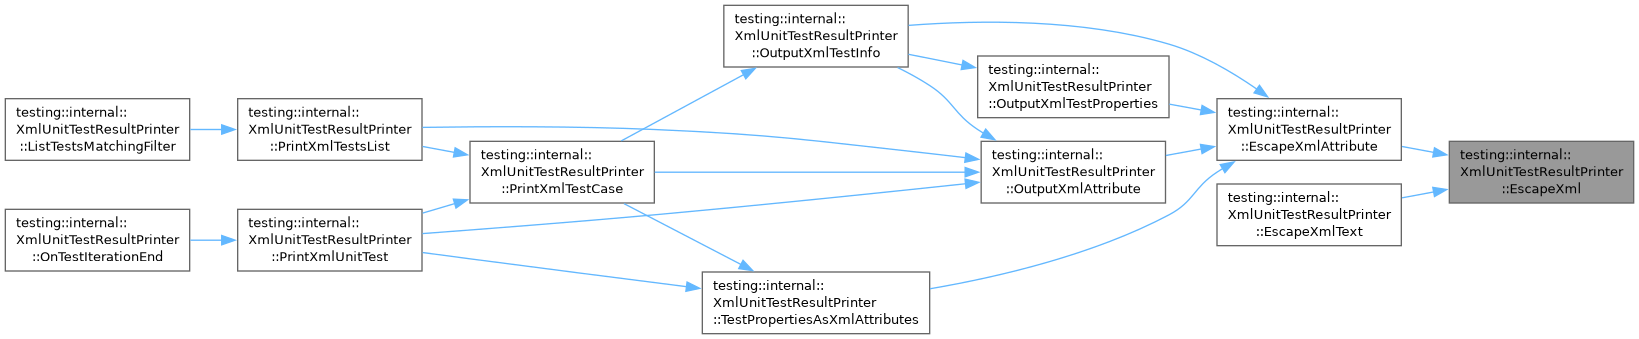 testing::internal::
XmlUnitTestResultPrinter
::ListTestsMatchingFilter
testing::internal::
XmlUnitTestResultPrinter
::OnTestIterationEnd
testing::internal::
XmlUnitTestResultPrinter
::PrintXmlTestsList
testing::internal::
XmlUnitTestResultPrinter
::PrintXmlUnitTest
testing::internal::
XmlUnitTestResultPrinter
::PrintXmlTestCase
testing::internal::
XmlUnitTestResultPrinter
::OutputXmlTestInfo
testing::internal::
XmlUnitTestResultPrinter
::TestPropertiesAsXmlAttributes
testing::internal::
XmlUnitTestResultPrinter
::OutputXmlTestProperties
testing::internal::
XmlUnitTestResultPrinter
::OutputXmlAttribute
testing::internal::
XmlUnitTestResultPrinter
::EscapeXmlAttribute
testing::internal::
XmlUnitTestResultPrinter
::EscapeXmlText
testing::internal::
XmlUnitTestResultPrinter
::EscapeXml